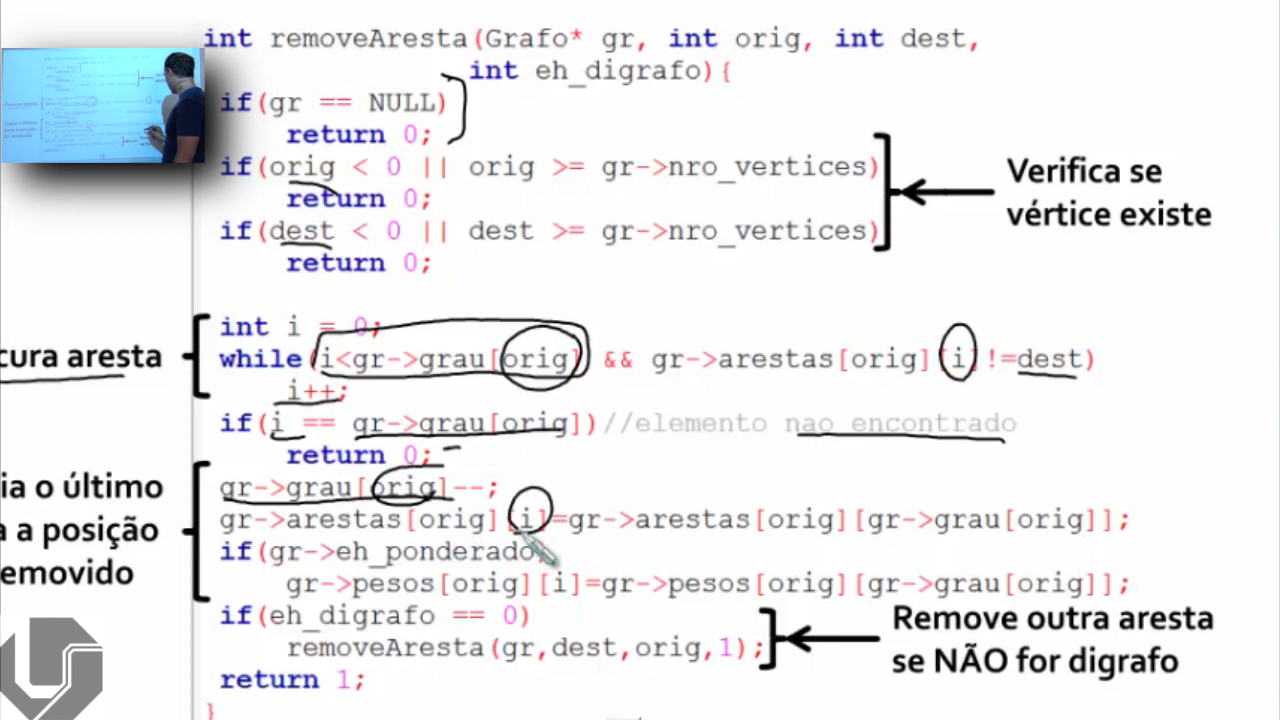 int removeAresta(Grafo* gr, int orig, int dest,
int eh_digrafo){
if(gr == NULL)
return 0;
if(orig < 0 || orig >= gr->nro_vertices)
return 0;
if(dest < 0 || dest >= gr->nro_vertices)
return 0;
Verifica se
vértice existe
int i = 0;
while(i<gr->grau[orig] && gr->arestas[orig][i]!=dest)
i++;
cura aresta
if(i == gr->grau[orig])//elemento nao encontrado
return 0;
gr->grau[orig]--;
gr->arestas[orig][i]=gr->arestas[orig][gr->grau[orig]];
if(gr->eh_ponderado)
gr->pesos[orig][i]=gr->pesos[orig][gr->grau[orig]];
ia o último
a a posição
emovido
if(eh_digrafo == 0)
removeAresta(gr,dest,orig,1);
Remove outra aresta
se NÃO for digrafo
return 1;
}